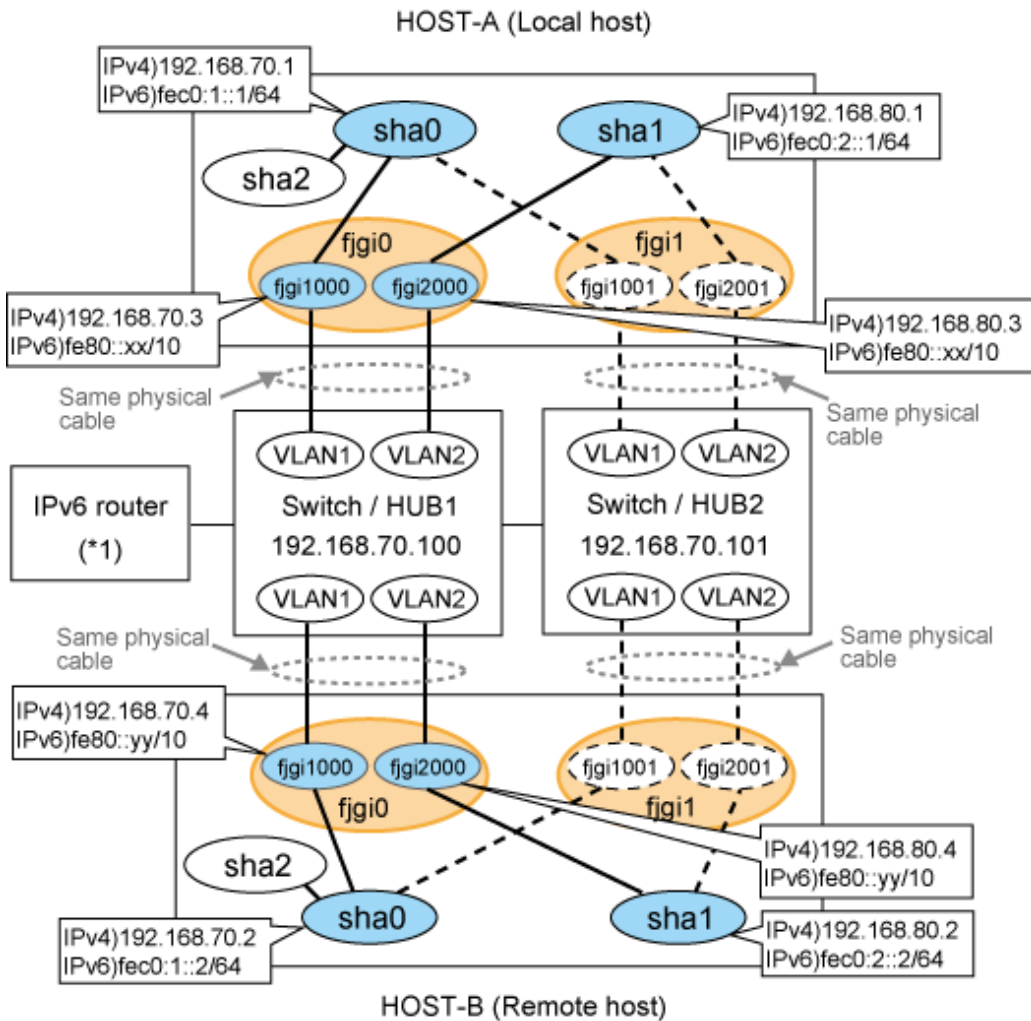 HOST-A (Local host)
IPv4)192.168.70.1
IPv6)fec0:1::1/64
sha0
sha1
IPv4)192.168.80.1
IPv6)fec0:2::1/64
sha2
fjgi0
fjgi1
fjgi1000
fjgi2000
fjgi1001
fjgi2001
IPv4)192.168.70.3
IPv6)fe80::xx/10
IPv4)192.168.80.3
IPv6)fe80::xx/10
Same physical
cable
Same physical
cable
VLAN1
VLAN2
VLAN1
VLAN2
IPv6 router
(*1)
Switch / HUB1
192.168.70.100
Switch / HUB2
192.168.70.101
VLAN1
VLAN2
VLAN1
VLAN2
Same physical
cable
Same physical
cable
IPv4)192.168.70.4
IPv6)fe80::yy/10
fjgi1000
fjgi2000
fjgi1001
fjgi2001
fjgi0
fjgi1
IPv4)192.168.80.4
IPv6)fe80::yy/10
sha2
sha0
sha1
IPv4)192.168.70.2
IPv6)fec0:1::2/64
IPv4)192.168.80.2
IPv6)fec0:2::2/64
HOST-B (Remote host)